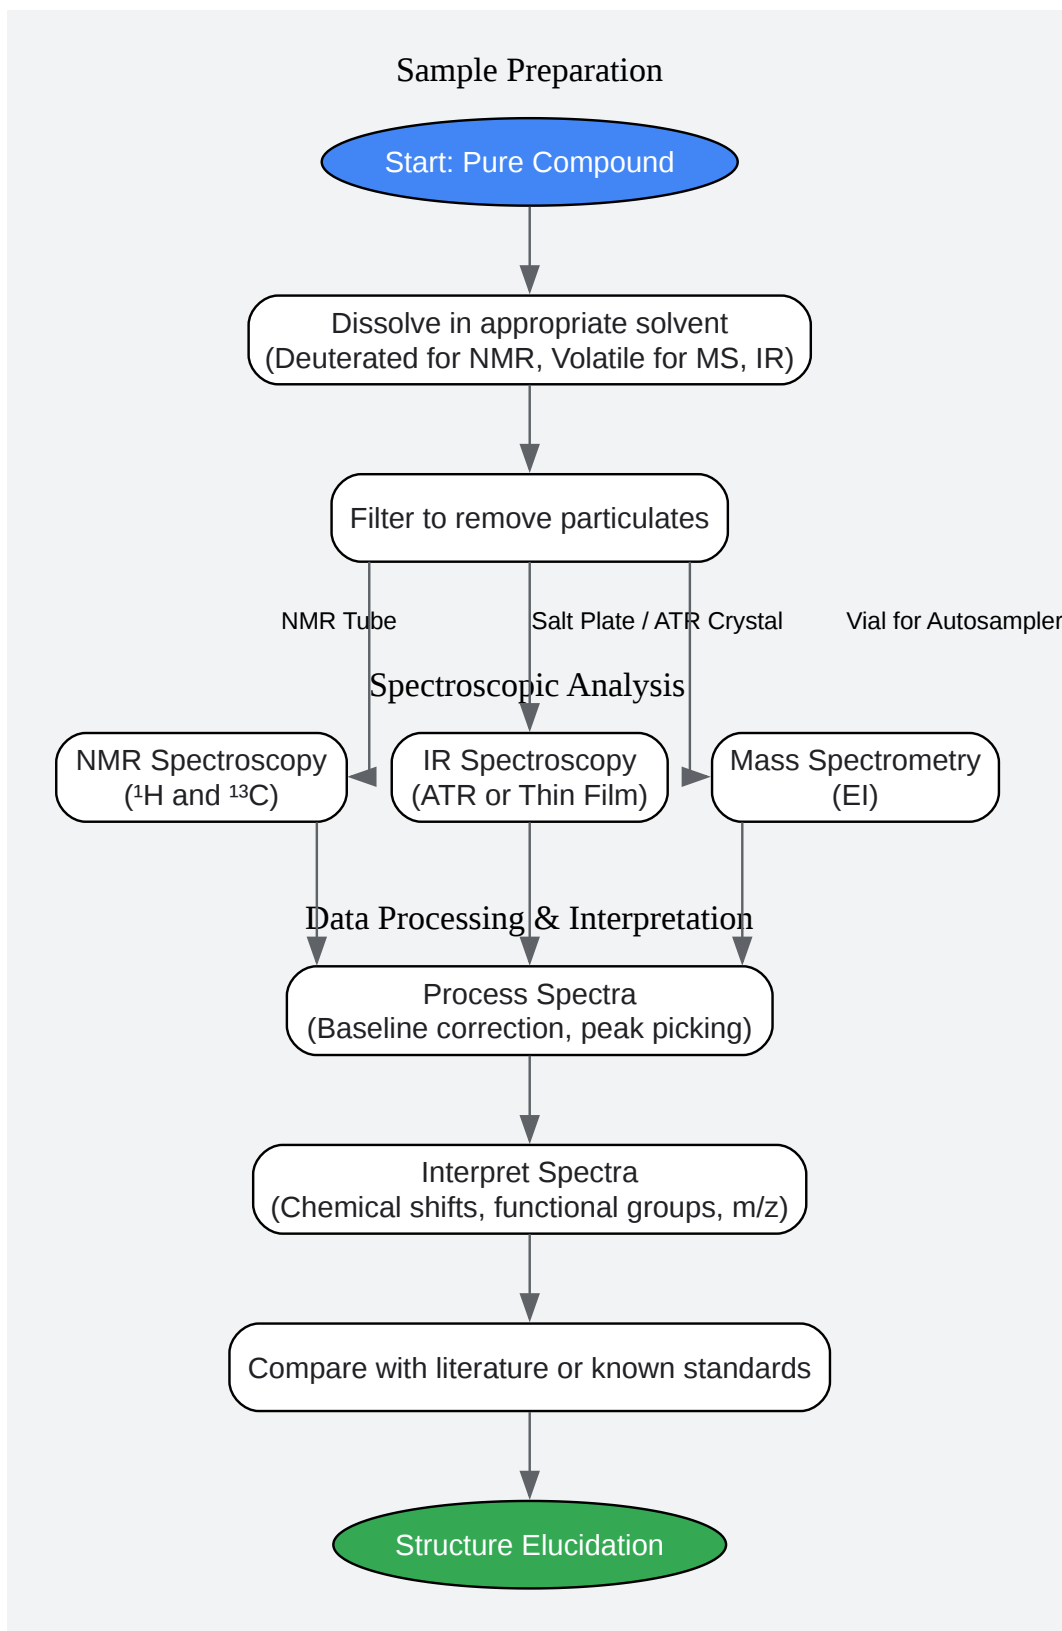 Sample Preparation
Start: Pure Compound
Dissolve in appropriate solvent
(Deuterated for NMR, Volatile for MS, IR)
Filter to remove particulates
NMR Tube
Salt Plate / ATR Crystal
Vial for Autosampler
Spectroscopic Analysis
NMR Spectroscopy
(¹H and ¹³C)
IR Spectroscopy
(ATR or Thin Film)
Mass Spectrometry
(EI)
Data Processing & Interpretation
Process Spectra
(Baseline correction, peak picking)
Interpret Spectra
(Chemical shifts, functional groups, m/z)
Compare with literature or known standards
Structure Elucidation